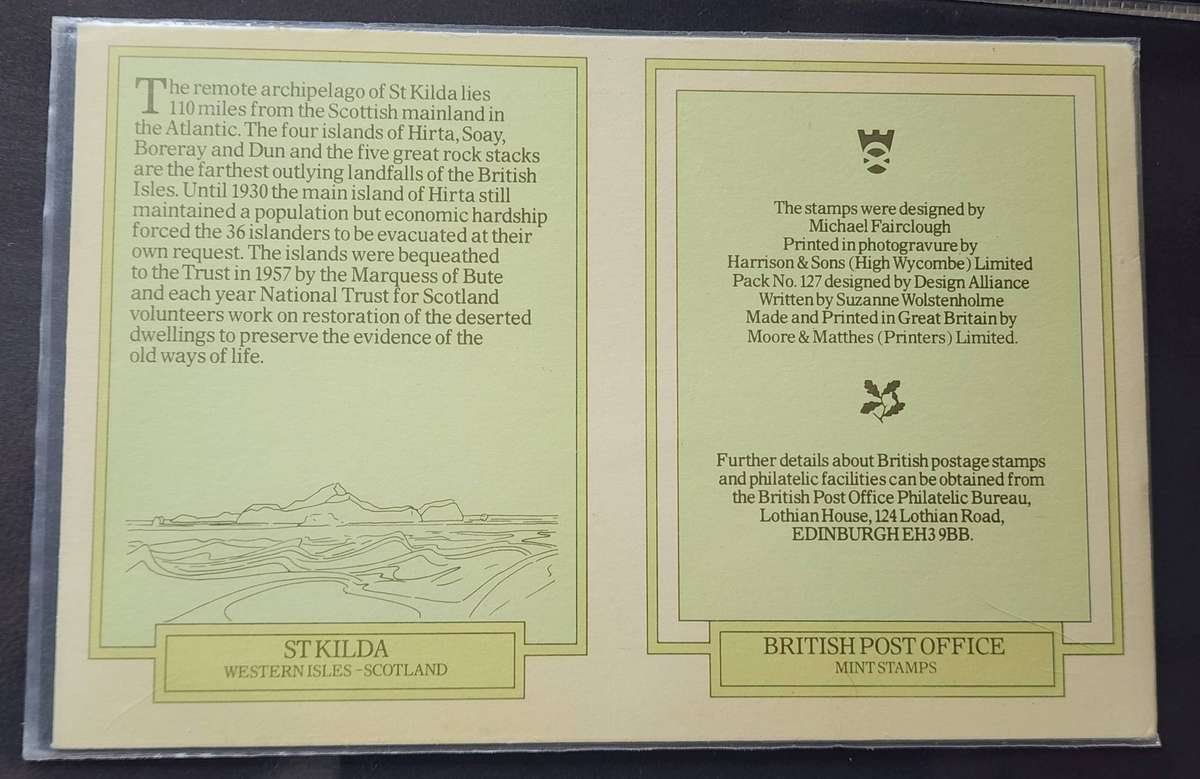 The remote archipelago of St Kilda lies
110 miles from the Scottish mainland in
the Atlantic. The four islands of Hirta, Soay,
Boreray and Dun and the five great rock stacks
are the farthest outlying landfalls of the British
Isles. Until 1930 the main island of Hirta still
maintained a population but economic hardship
forced the 36 islanders to be evacuated at their
own request. The islands were bequeathed
to the Trust in 1957 by the Marquess of Bute
and each year National Trust for Scotland
volunteers work on restoration of the deserted
dwellings to preserve the evidence of the
old ways of life.
ST KILDA
WESTERN ISLES – SCOTLAND
The stamps were designed by
Michael Fairclough
Printed in photogravure by
Harrison & Sons (High Wycombe) Limited
Pack No. 127 designed by Design Alliance
Written by Suzanne Wolstenholme
Made and Printed in Great Britain by
Moore & Matthes (Printers) Limited.
Further details about British postage stamps
and philatelic facilities can be obtained from
the British Post Office Philatelic Bureau,
Lothian House, 124 Lothian Road,
EDINBURGH EH3 9BB.
BRITISH POST OFFICE
MINT STAMPS